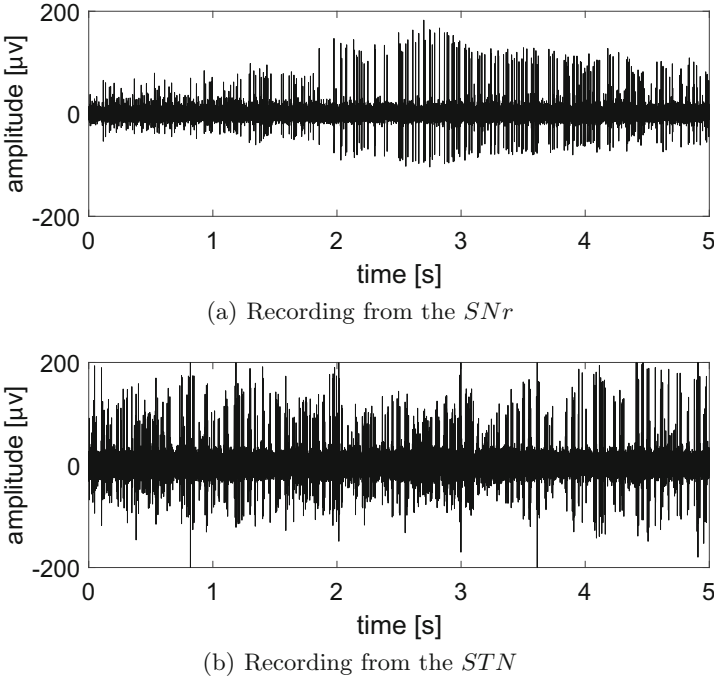 200
0
-200
amplitude [µv]
0 1 2 3 4 5
time [s]
(a) Recording from the SNr
200
0
-200
amplitude [µv]
0 1 2 3 4 5
time [s]
(b) Recording from the STN